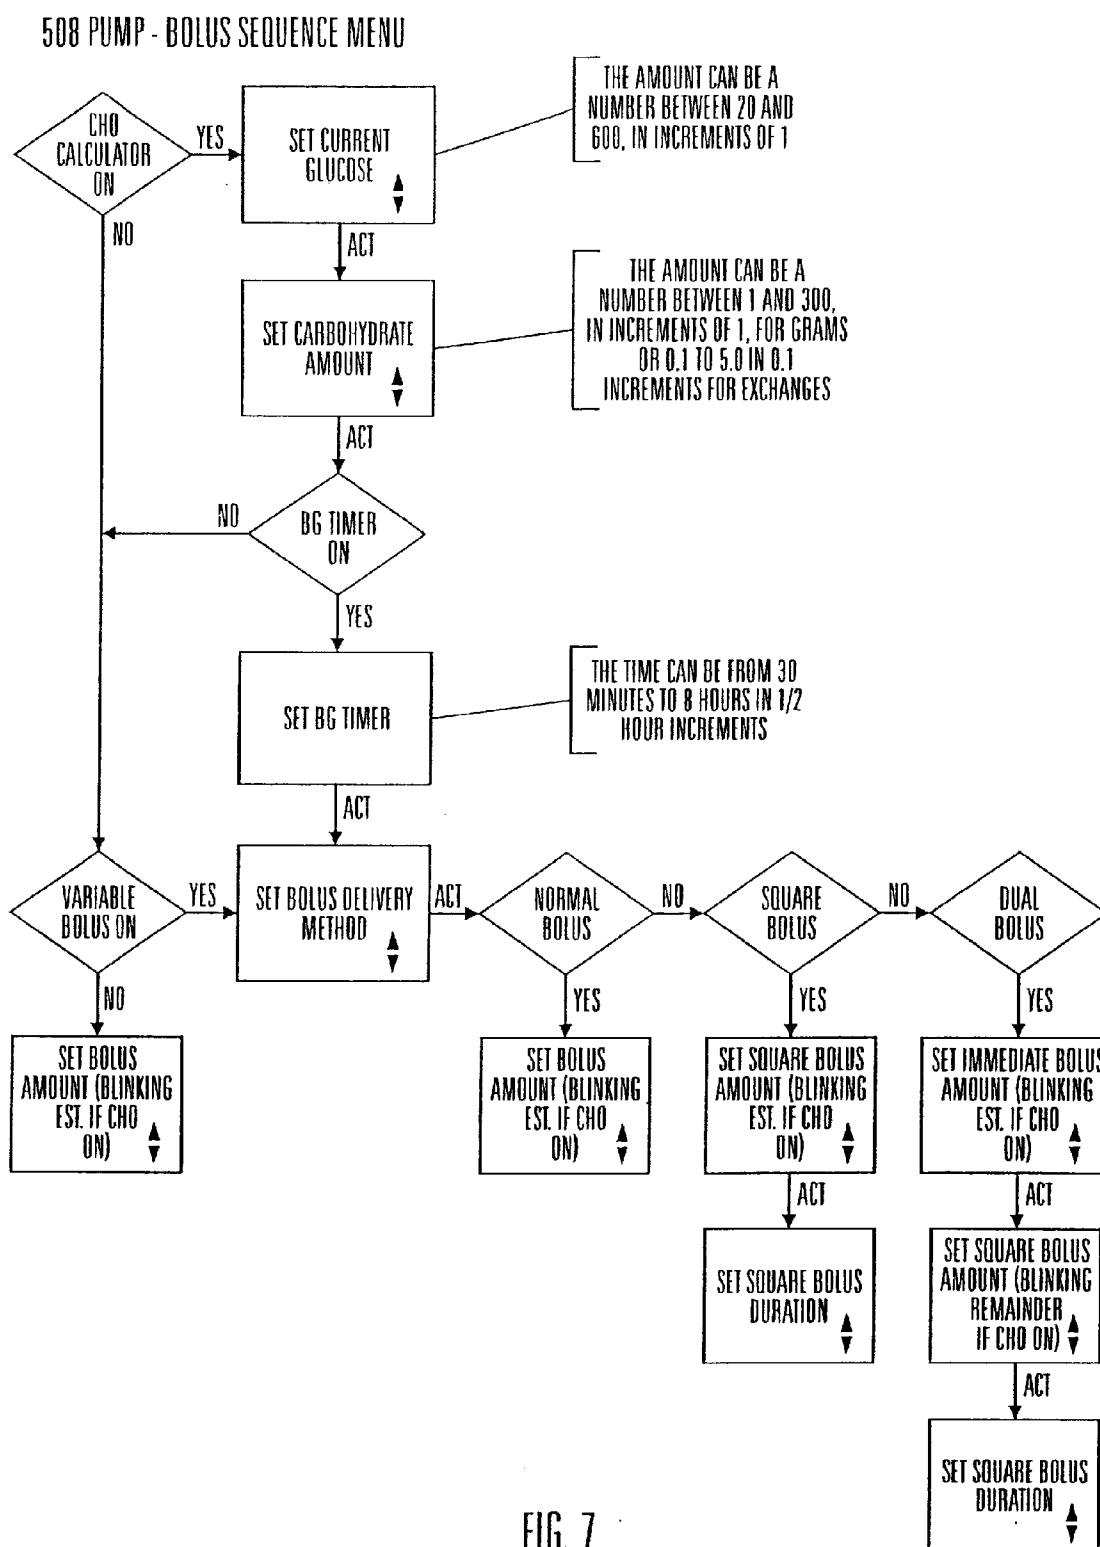 508 PUMP - BOLUS SEQUENCE MENU
CHO
CALCULATOR
ON
YES
SET CURRENT
GLUCOSE
THE AMOUNT CAN BE A
NUMBER BETWEEN 20 AND
600, IN INCREMENTS OF 1
NO
ACT
SET CARBOHYDRATE
AMOUNT
THE AMOUNT CAN BE A
NUMBER BETWEEN 1 AND 300,
IN INCREMENTS OF 1, FOR GRAMS
OR 0.1 TO 5.0 IN 0.1
INCREMENTS FOR EXCHANGES
ACT
NO
BG TIMER
ON
YES
SET BG TIMER
THE TIME CAN BE FROM 30
MINUTES TO 8 HOURS IN 1/2
HOUR INCREMENTS
ACT
VARIABLE
BOLUS ON
YES
SET BOLUS DELIVERY
METHOD
ACT
NORMAL
BOLUS
NO
SQUARE
BOLUS
NO
DUAL
BOLUS
NO
YES
YES
YES
SET BOLUS
AMOUNT (BLINKING
EST. IF CHO
ON)
SET BOLUS
AMOUNT (BLINKING
EST. IF CHO
ON)
SET SQUARE BOLUS
AMOUNT (BLINKING
EST. IF CHO
ON)
SET IMMEDIATE BOLUS
AMOUNT (BLINKING
EST. IF CHO
ON)
ACT
ACT
SET SQUARE BOLUS
DURATION
SET SQUARE BOLUS
AMOUNT (BLINKING
REMAINDER
IF CHO ON)
ACT
SET SQUARE BOLUS
DURATION
FIG. 7